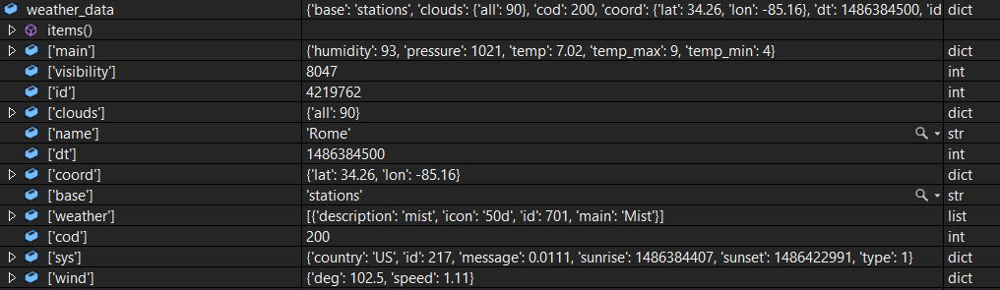 weather_data {'base': 'stations', 'clouds': {'all': 90}, 'cod': 200, 'coord': {'lat': 34.26, 'lon': -85.16}, 'dt': 1486384500, 'id dict
items()
['main'] {'humidity': 93, 'pressure': 1021, 'temp': 7.02, 'temp_max': 9, 'temp_min': 4} dict
['visibility'] 8047 int
['id'] 4219762 int
['clouds'] {'all': 90} dict
['name'] 'Rome' str
['dt'] 1486384500 int
['coord'] {'lat': 34.26, 'lon': -85.16} dict
['base'] 'stations' str
['weather'] [{'description': 'mist', 'icon': '50d', 'id': 701, 'main': 'Mist'}] list
['cod'] 200 int
['sys'] {'country': 'US', 'id': 217, 'message': 0.0111, 'sunrise': 1486384407, 'sunset': 1486422991, 'type': 1} dict
['wind'] {'deg': 102.5, 'speed': 1.11} dict